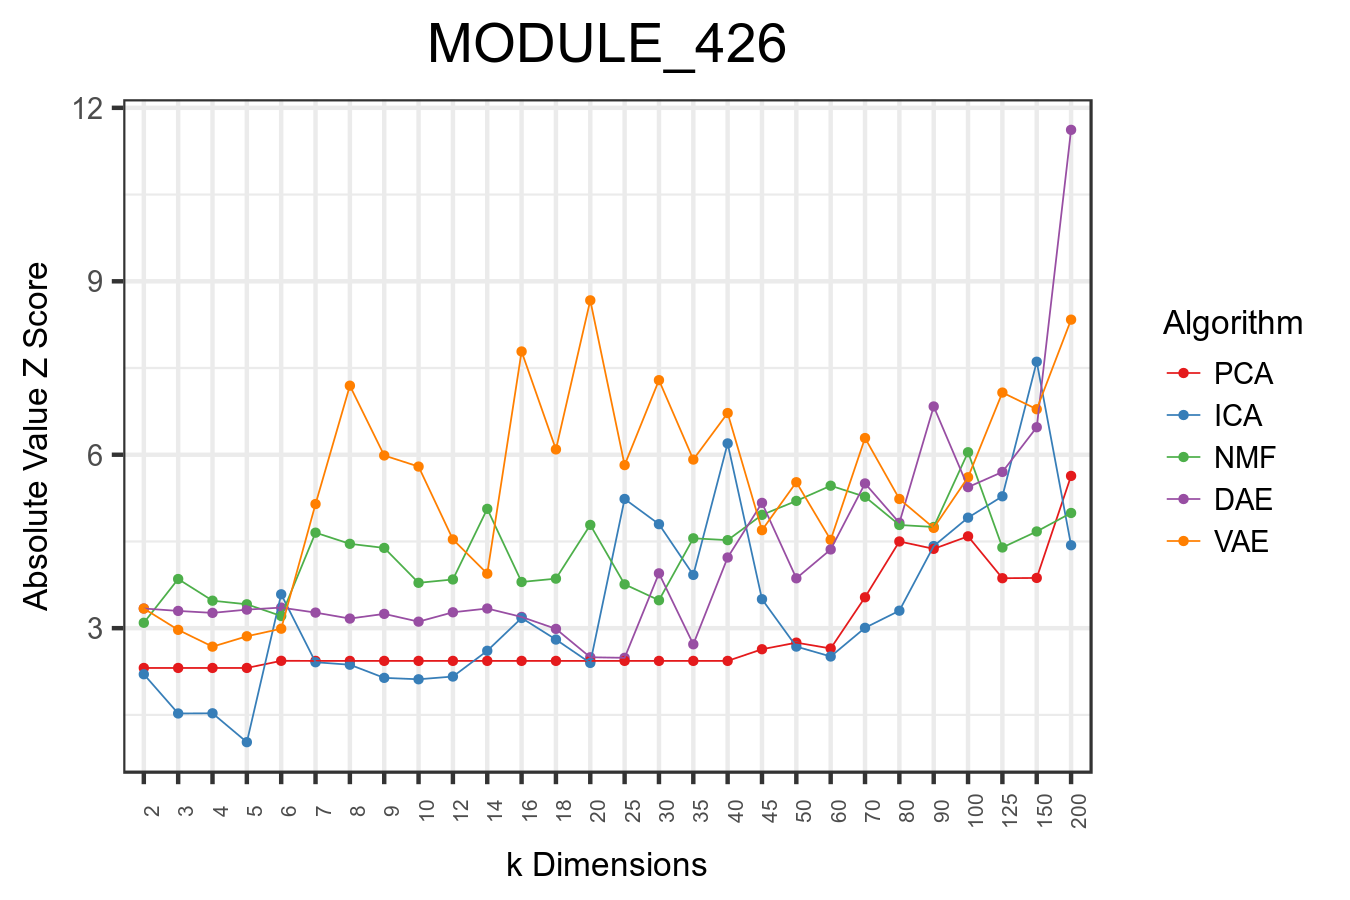 MODULE_426
12
9
6
3
Absolute Value Z Score
2 3 4 5 6 7 8 9 10 12 14 16 18 20 25 30 35 40 45 50 60 70 80 90 100 125 150 200
k Dimensions
Algorithm
PCA
ICA
NMF
DAE
VAE